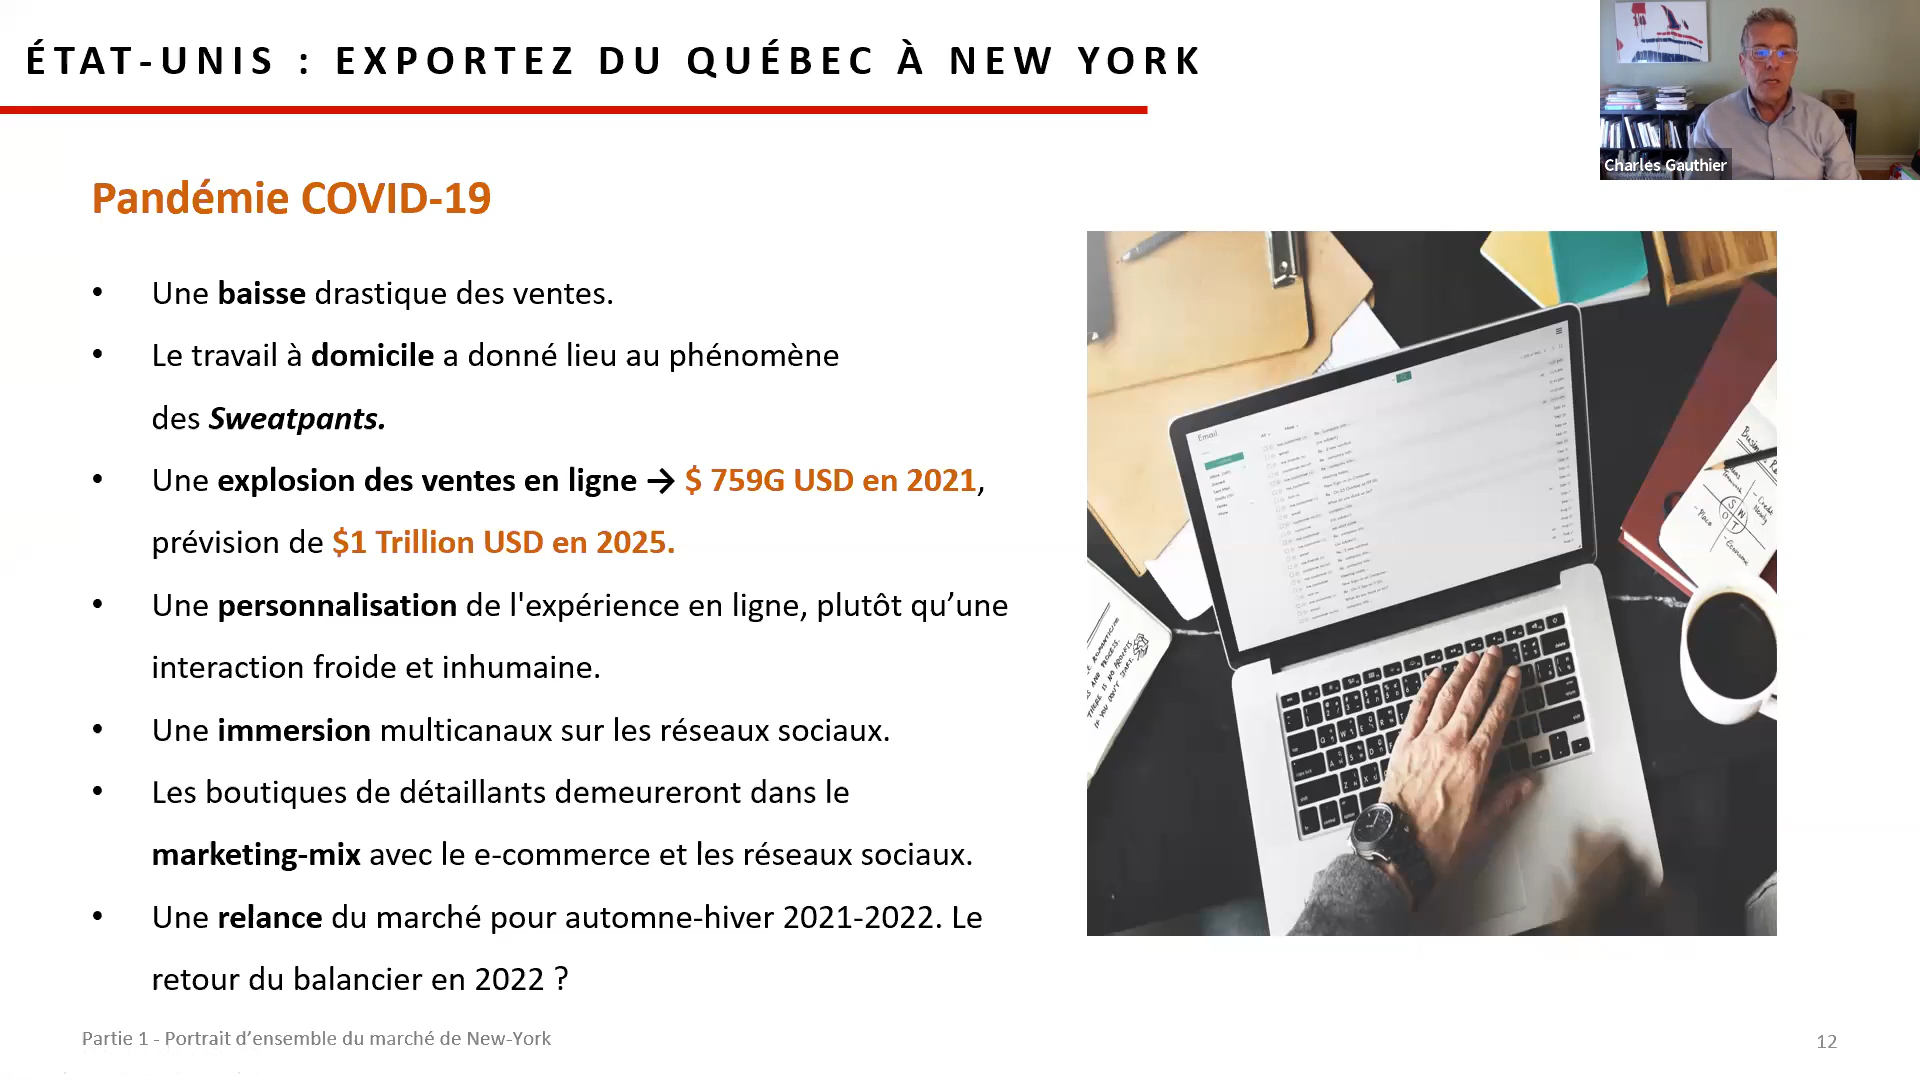 ÉTAT-UNIS : EXPORTEZ DU QUÉBEC À NEW YORK
Charles Gauthier
Pandémie COVID-19
• Une baisse drastique des ventes.
• Le travail à domicile a donné lieu au phénomène
des Sweatpants.
• Une explosion des ventes en ligne → $ 759G USD en 2021,
prévision de $1 Trillion USD en 2025.
• Une personnalisation de l'expérience en ligne, plutôt qu’une
interaction froide et inhumaine.
• Une immersion multicanaux sur les réseaux sociaux.
• Les boutiques de détaillants demeureront dans le
marketing-mix avec le e-commerce et les réseaux sociaux.
• Une relance du marché pour automne-hiver 2021-2022. Le
retour du balancier en 2022 ?
Email
Partie 1 - Portrait d’ensemble du marché de New-York
12